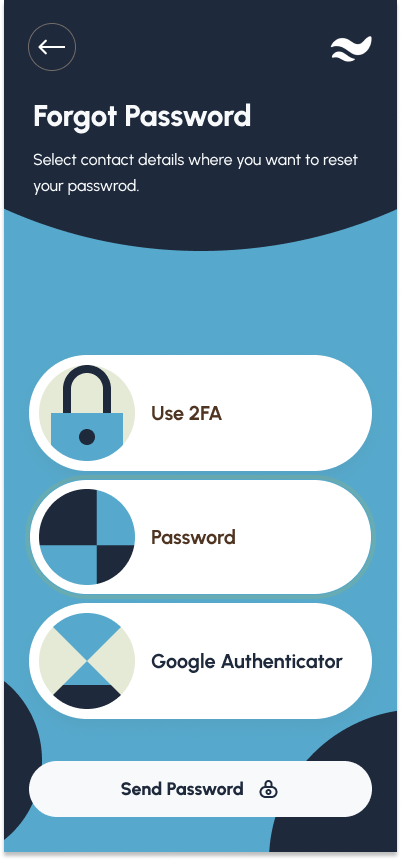 Forgot Password
Select contact details where you want to reset
your passwrod.
Use 2FA
Password
Google Authenticator
Send Password